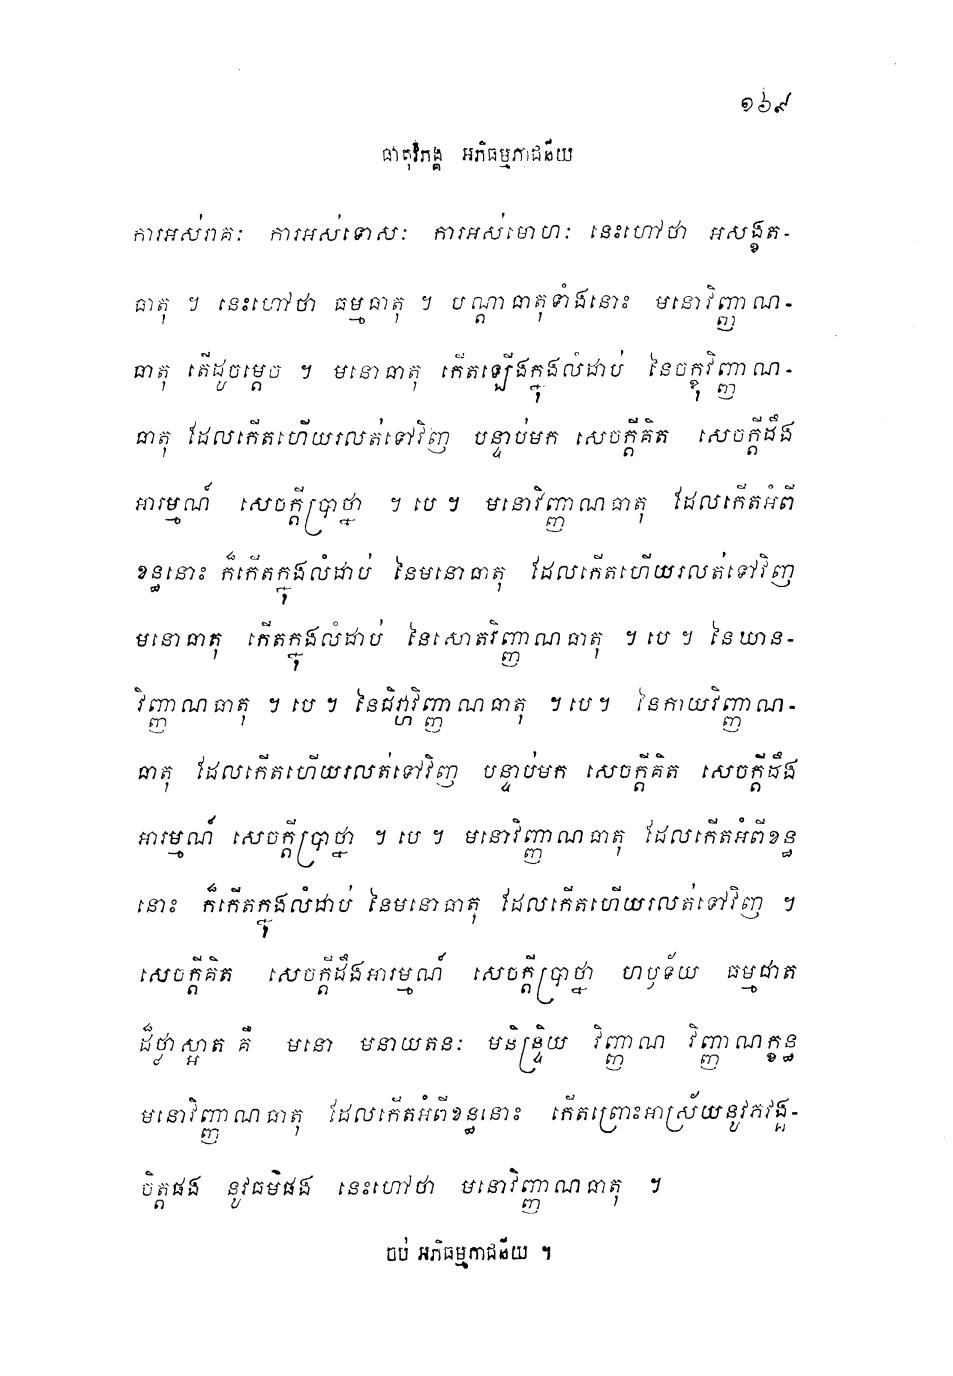 ១៦៩
ធាតុវិភង្គ អភិធម្មភាជនីយ
ការអស់រាគៈ ការអស់ទោសៈ ការអស់មោហៈ នេះហៅថា អសង្ខត-
ធាតុ ។ នេះហៅថា ធម្មធាតុ ។ បណ្តាធាតុទាំងនោះ មនោវិញ្ញាណ-
ធាតុ តើដូចម្តេច ។ មនោធាតុ កើតឡើងក្នុងលំដាប់ នៃចក្ខុវិញ្ញាណ-
ធាតុ ដែលកើតហើយរលត់ទៅវិញ បន្ទាប់មក សេចក្តីគិត សេចក្តីដឹង
អារម្មណ៍ សេចក្តីប្រាថ្នា ។ បេ ។ មនោវិញ្ញាណធាតុ ដែលកើតអំពី
ខន្ធនោះ ក៏កើតក្នុងលំដាប់ នៃមនោធាតុ ដែលកើតហើយរលត់ទៅវិញ
មនោធាតុ កើតក្នុងលំដាប់ នៃសោតវិញ្ញាណធាតុ ។ បេ ។ នៃឃាន-
វិញ្ញាណធាតុ ។ បេ ។ នៃជិវ្ហាវិញ្ញាណធាតុ ។ បេ ។ នៃកាយវិញ្ញាណ-
ធាតុ ដែលកើតហើយរលត់ទៅវិញ បន្ទាប់មក សេចក្តីគិត សេចក្តីដឹង
អារម្មណ៍ សេចក្តីប្រាថ្នា ។ បេ ។ មនោវិញ្ញាណធាតុ ដែលកើតអំពីខន្ធ
នោះ ក៏កើតក្នុងលំដាប់ នៃមនោធាតុ ដែលកើតហើយរលត់ទៅវិញ ។
សេចក្តីគិត សេចក្តីដឹងអារម្មណ៍ សេចក្តីប្រាថ្នា ហឫទ័យ ធម្មជាត
ដ៏ថ្លាស្អាត គឺ មនោ មនាយតនៈ មនិន្ទ្រិយ វិញ្ញាណ វិញ្ញាណក្ខន្ធ
មនោវិញ្ញាណធាតុ ដែលកើតអំពីខន្ធនោះ កើតព្រោះអាស្រ័យនូវភវង្គ-
ចិត្តផង នូវធម៌ផង នេះហៅថា មនោវិញ្ញាណធាតុ ។
ចប់ អភិធម្មភាជនីយ ។